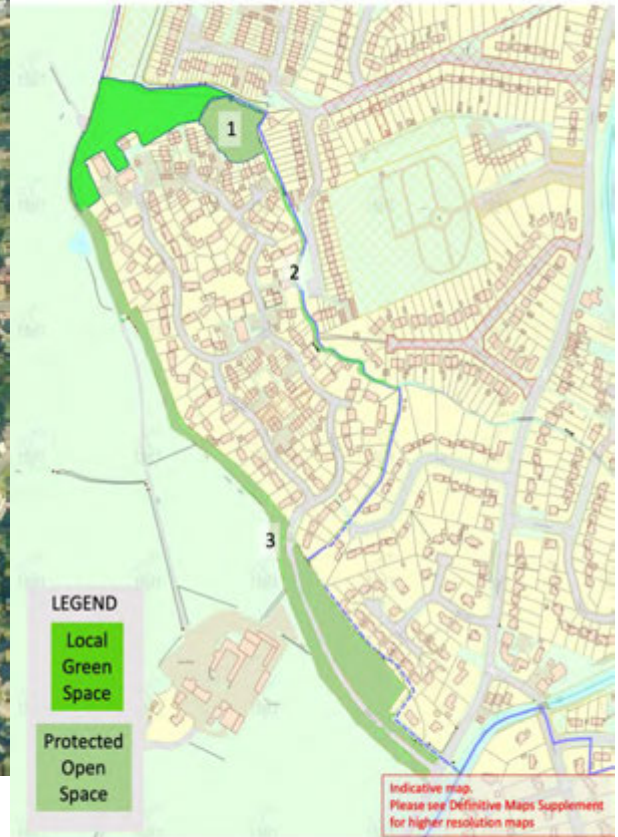 1
2
3
LEGEND
Local
Green
Space
Protected
Open
Space
Indicative map.
Please see Definitive Maps Supplement
for higher resolution maps